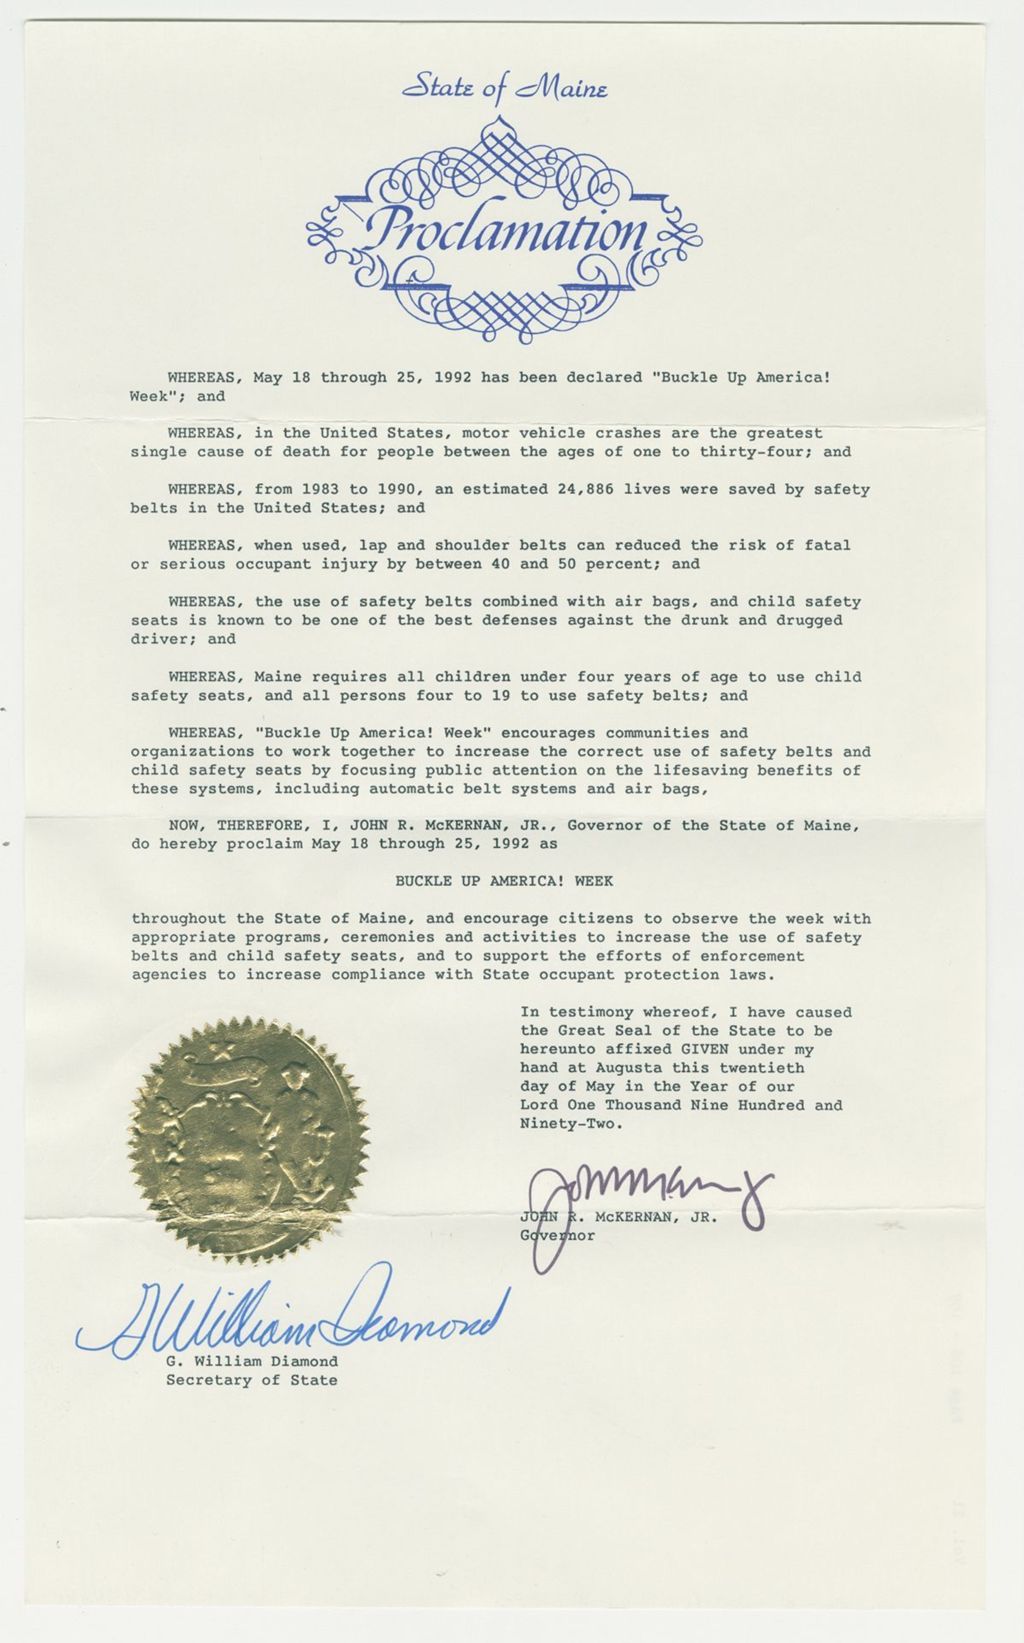 State of Maine
Proclamation
WHEREAS, May 18 through 25, 1992 has been declared "Buckle Up America!
Week"; and
WHEREAS, in the United States, motor vehicle crashes are the greatest
single cause of death for people between the ages of one to thirty-four; and
WHEREAS, from 1983 to 1990, an estimated 24,886 lives were saved by safety
belts in the United States; and
WHEREAS, when used, lap and shoulder belts can reduced the risk of fatal
or serious occupant injury by between 40 and 50 percent; and
WHEREAS, the use of safety belts combined with air bags, and child safety
seats is known to be one of the best defenses against the drunk and drugged
driver; and
WHEREAS, Maine requires all children under four years of age to use child
safety seats, and all persons four to 19 to use safety belts; and
WHEREAS, "Buckle Up America! Week" encourages communities and
organizations to work together to increase the correct use of safety belts and
child safety seats by focusing public attention on the lifesaving benefits of
these systems, including automatic belt systems and air bags,
NOW, THEREFORE, I, JOHN R. McKERNAN, JR., Governor of the State of Maine,
do hereby proclaim May 18 through 25, 1992 as
BUCKLE UP AMERICA! WEEK
throughout the State of Maine, and encourage citizens to observe the week with
appropriate programs, ceremonies and activities to increase the use of safety
belts and child safety seats, and to support the efforts of enforcement
agencies to increase compliance with State occupant protection laws.
In testimony whereof, I have caused
the Great Seal of the State to be
hereunto affixed GIVEN under my
hand at Augusta this twentieth
day of May in the Year of our
Lord One Thousand Nine Hundred and
Ninety-Two.
JOHN R. McKERNAN, JR.
Governor
G William Diamond
G. William Diamond
Secretary of State